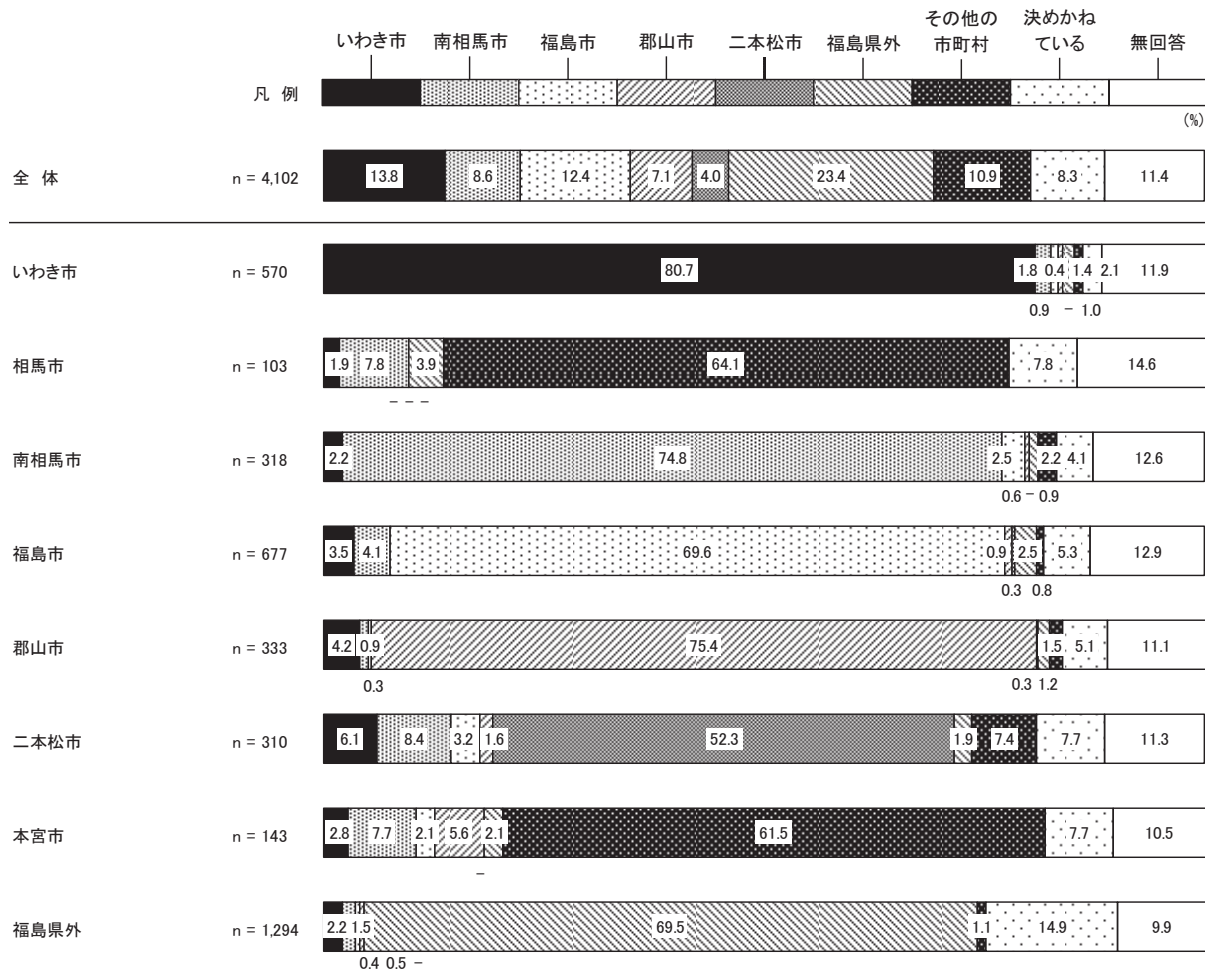 いわき市 南相馬市 福島市 郡山市 二本松市 福島県外 その他の市町村 決めかねている 無回答
凡 例
(%)
全 体 n = 4,102 13.8 8.6 12.4 7.1 4.0 23.4 10.9 8.3 11.4
いわき市 n = 570 80.7 1.8 0.4 1.4 2.1 11.9
0.9 － 1.0
相馬市 n = 103 1.9 7.8 3.9 64.1 7.8 14.6
－ － －
南相馬市 n = 318 2.2 74.8 2.5 2.2 4.1 12.6
0.6 － 0.9
福島市 n = 677 3.5 4.1 69.6 0.9 2.5 5.3 12.9
0.3 0.8
郡山市 n = 333 4.2 0.9 75.4 1.5 5.1 11.1
0.3 0.3 1.2
二本松市 n = 310 6.1 8.4 3.2 1.6 52.3 1.9 7.4 7.7 11.3
本宮市 n = 143 2.8 7.7 2.1 5.6 2.1 61.5 7.7 10.5
－
福島県外 n = 1,294 2.2 1.5 69.5 1.1 14.9 9.9
0.4 0.5 －